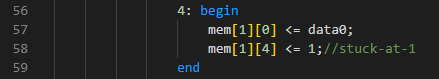 56 4: begin
57 mem[1][0] <= data0;
58 mem[1][4] <= 1;//stuck-at-1
59 end